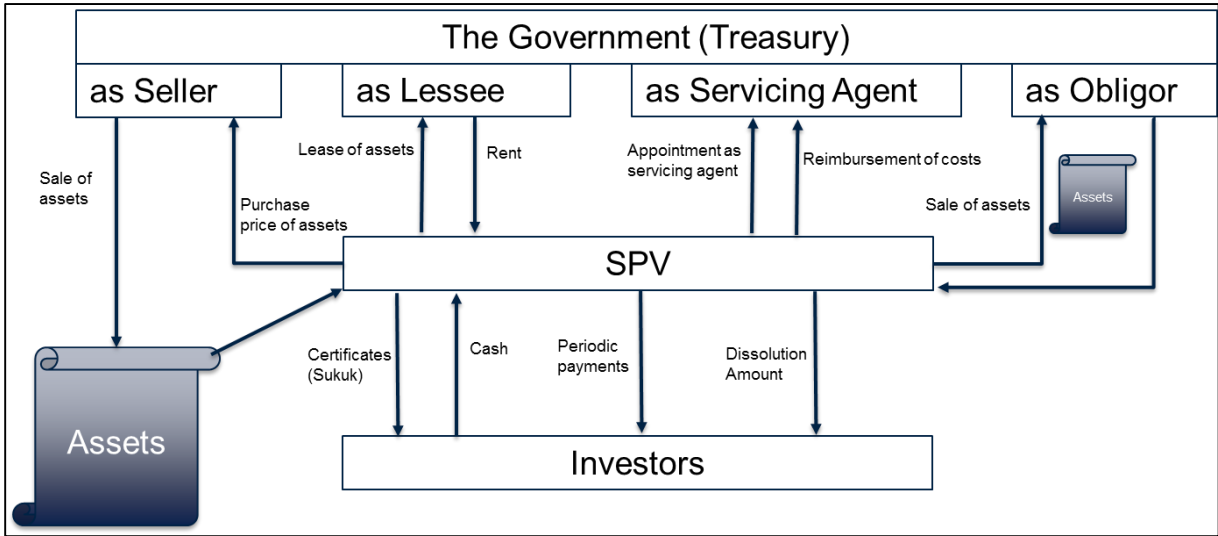 The Government (Treasury)
as Seller
as Lessee
as Servicing Agent
as Obligor
Lease of assets
Rent
Appointment as
servicing agent
Reimbursement of costs
Assets
Sale of
assets
Purchase
price of assets
Sale of assets
SPV
Certificates
(Sukuk)
Cash
Periodic
payments
Dissolution
Amount
Assets
Investors